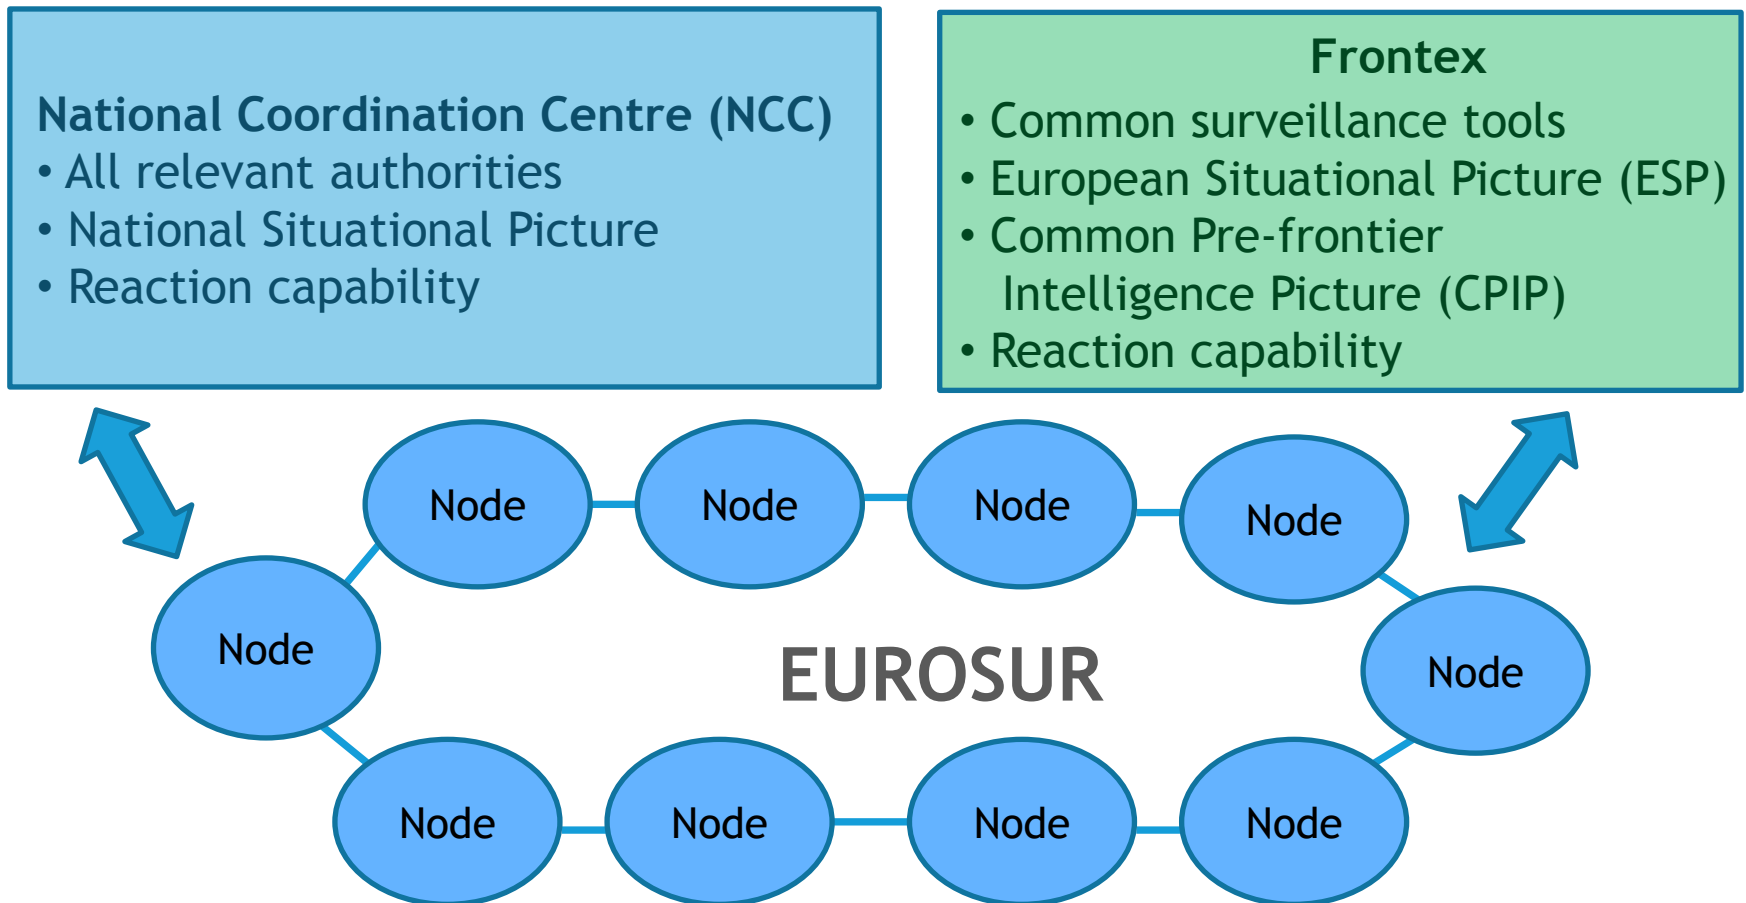 National Coordination Centre (NCC)
• All relevant authorities
• National Situational Picture
• Reaction capability
Frontex
• Common surveillance tools
• European Situational Picture (ESP)
• Common Pre-frontier
Intelligence Picture (CPIP)
• Reaction capability
Node
Node
Node
Node
Node
Node
EUROSUR
Node
Node
Node
Node